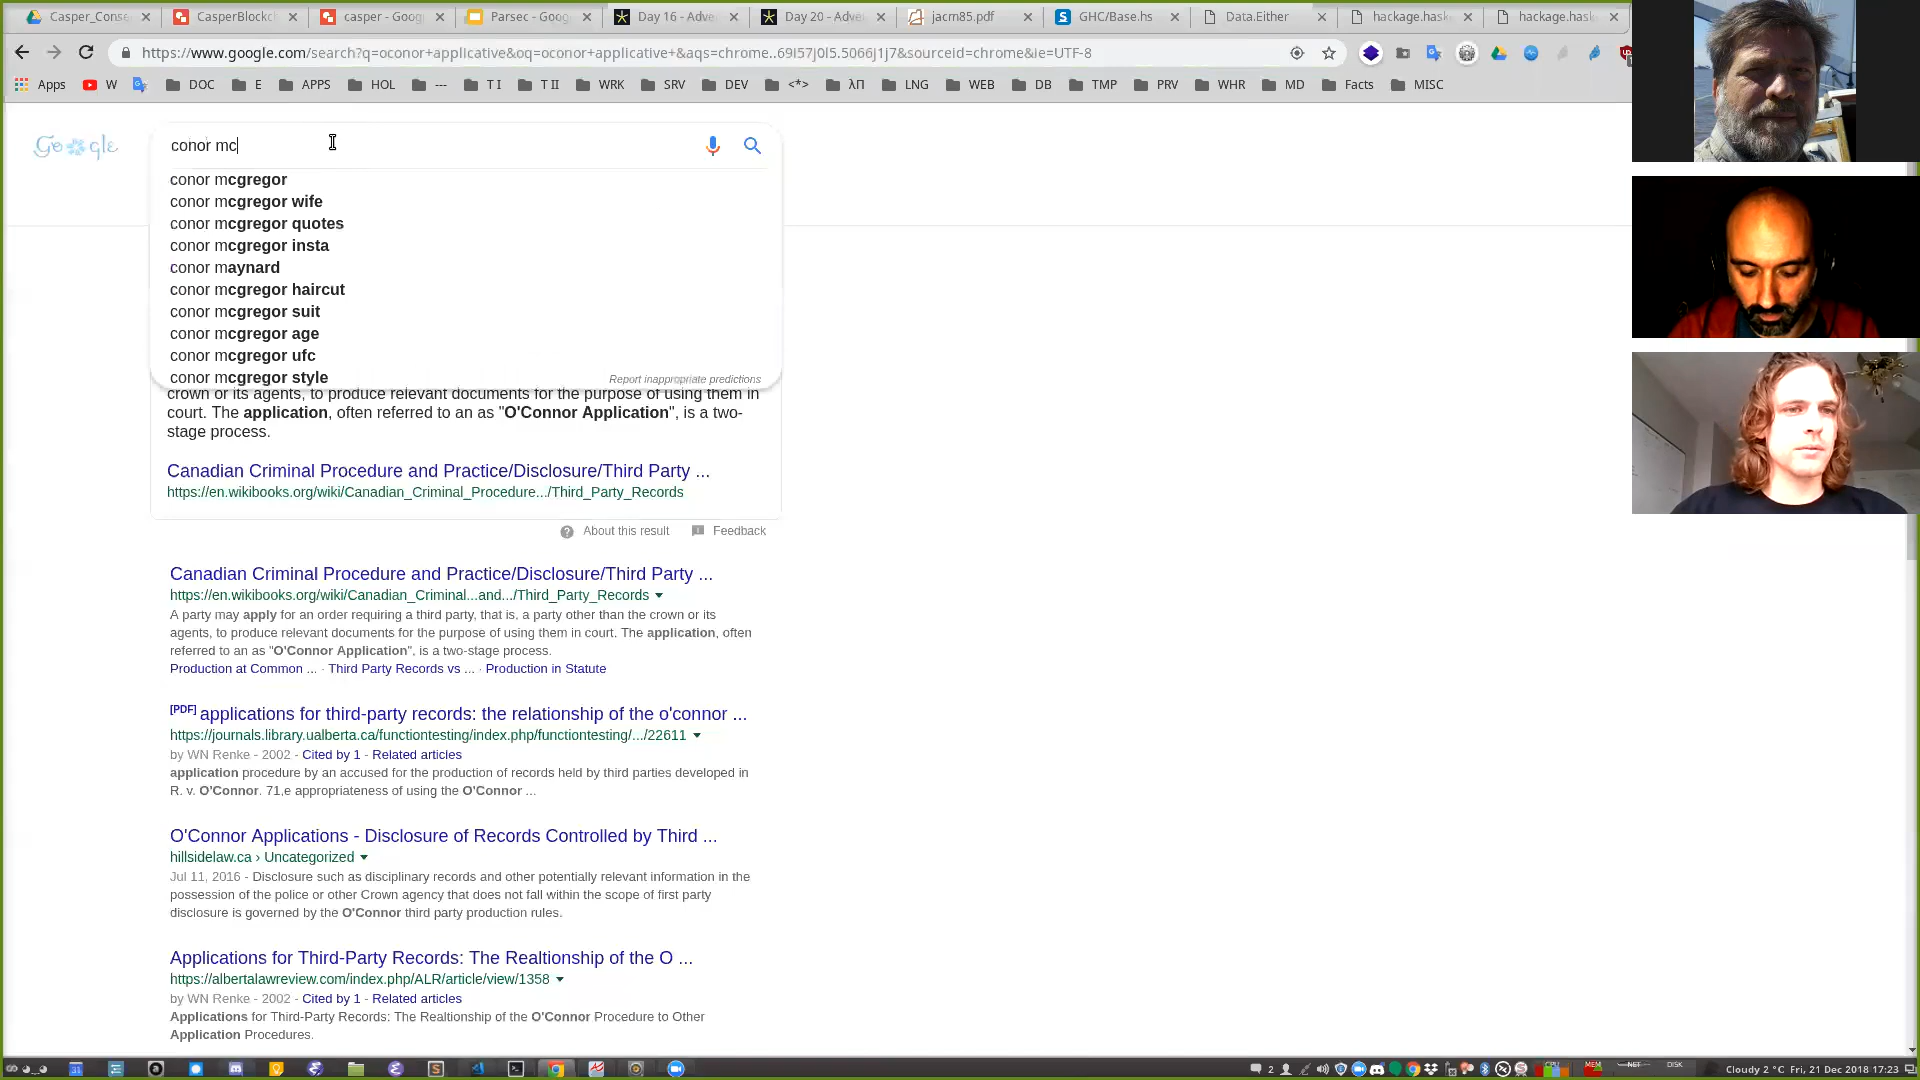 Casper_Conse
CasperBlockc
casper - Goog
Parsec - Goog
Day 16 - Adve
Day 20 - Adve
jacm85.pdf
GHC/Base.hs
Data.Either
hackage.hask
hackage.hask
https://www.google.com/search?q=oconor+applicative&oq=oconor+applicative+&aqs=chrome..69i57j0l5.5066j1j7&sourceid=chrome&ie=UTF-8
Apps W DOC E APPS HOL --- T I T II WRK SRV DEV <*> λΠ LNG WEB DB TMP PRV WHR MD Facts MISC
Google
conor mc
conor mcgregor
conor mcgregor wife
conor mcgregor quotes
conor mcgregor insta
conor maynard
conor mcgregor haircut
conor mcgregor suit
conor mcgregor age
conor mcgregor ufc
conor mcgregor style
Report inappropriate predictions
crown or its agents, to produce relevant documents for the purpose of using them in
court. The application, often referred to an as "O'Connor Application", is a two-
stage process.
Canadian Criminal Procedure and Practice/Disclosure/Third Party ...
https://en.wikibooks.org/wiki/Canadian_Criminal_Procedure.../Third_Party_Records
About this result Feedback
Canadian Criminal Procedure and Practice/Disclosure/Third Party ...
https://en.wikibooks.org/wiki/Canadian_Criminal...and.../Third_Party_Records
A party may apply for an order requiring a third party, that is, a party other than the crown or its
agents, to produce relevant documents for the purpose of using them in court. The application, often
referred to an as "O'Connor Application", is a two-stage process.
Production at Common ... · Third Party Records vs ... · Production in Statute
[PDF] applications for third-party records: the relationship of the o'connor ...
https://journals.library.ualberta.ca/functiontesting/index.php/functiontesting/.../22611
by WN Renke - 2002 - Cited by 1 - Related articles
application procedure by an accused for the production of records held by third parties developed in
R. v. O'Connor. 71,e appropriateness of using the O'Connor ...
O'Connor Applications - Disclosure of Records Controlled by Third ...
hillsidelaw.ca › Uncategorized
Jul 11, 2016 - Disclosure such as disciplinary records and other potentially relevant information in the
possession of the police or other Crown agency that does not fall within the scope of first party
disclosure is governed by the O'Connor third party production rules.
Applications for Third-Party Records: The Realtionship of the O ...
https://albertalawreview.com/index.php/ALR/article/view/1358
by WN Renke - 2002 - Cited by 1 - Related articles
Applications for Third-Party Records: The Realtionship of the O'Connor Procedure to Other
Application Procedures.
31 2 CPU MEM NET DISK Cloudy 2 °C Fri, 21 Dec 2018 17:23